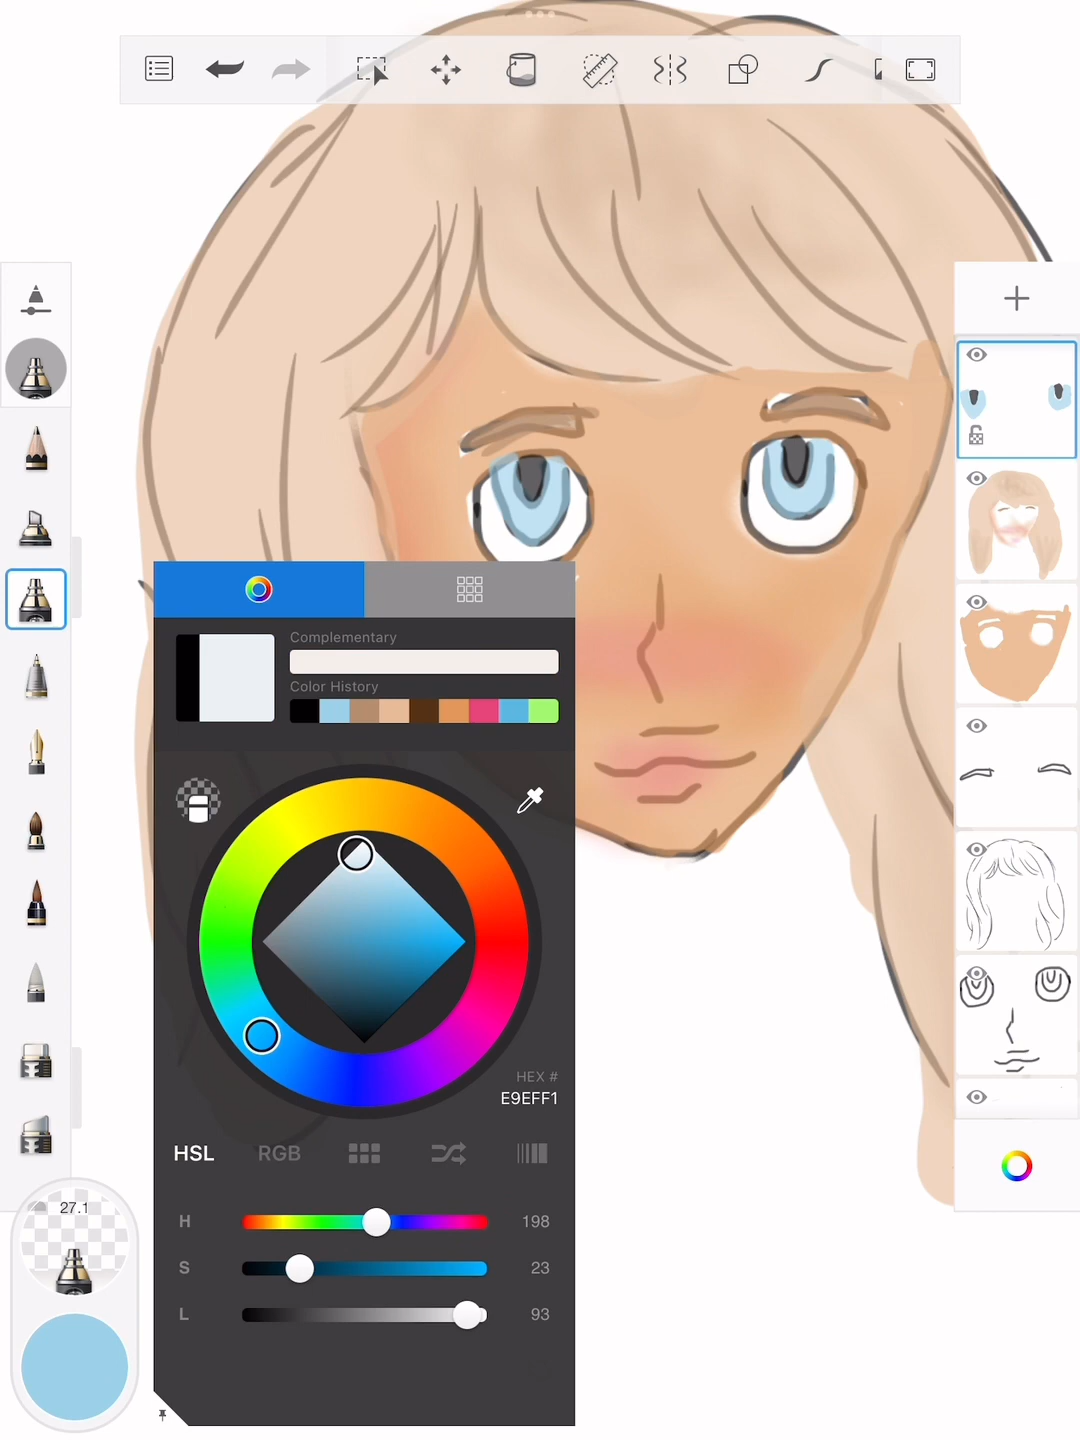 Complementary
Color History
HEX #
E9EFF1
HSL RGB
H 198
27.1
S 23
L 93